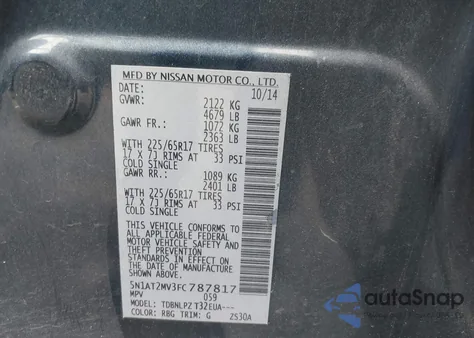 MFD BY NISSAN MOTOR CO., LTD.
DATE: 10/14
GVWR: 2122 KG
4679 LB
GAWR FR.: 1072 KG
2363 LB
WITH 225/65R17 TIRES
17 X 7J RIMS AT 33 PSI
COLD SINGLE
GAWR RR.: 1089 KG
2401 LB
WITH 225/65R17 TIRES
17 X 7J RIMS AT 33 PSI
COLD SINGLE
THIS VEHICLE CONFORMS TO
ALL APPLICABLE FEDERAL
MOTOR VEHICLE SAFETY AND
THEFT PREVENTION
STANDARDS IN EFFECT ON
THE DATE OF MANUFACTURE
SHOWN ABOVE.
5N1AT2MV3FC787817
MPV 059
MODEL: TDBNLPZ T32EUA---
COLOR: RBG TRIM: G ZS30A
autoSnap